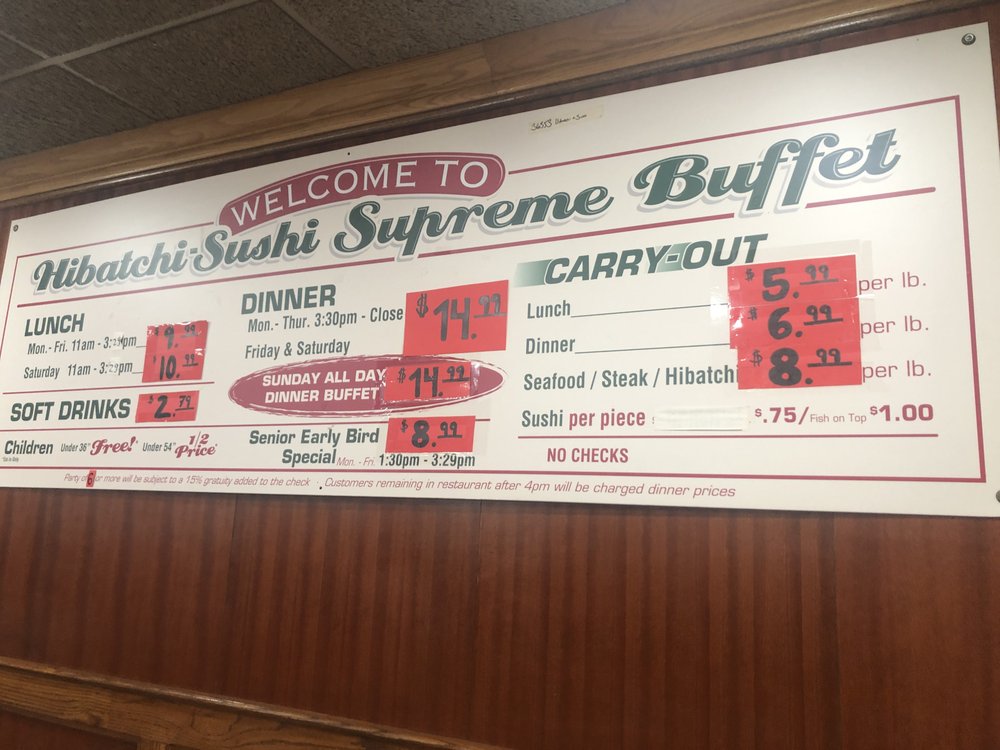 WELCOME TO
Hibatchi-Sushi Supreme Buffet
LUNCH
Mon.- Fri. 11am - 3:29pm $9.99
Saturday 11am - 3:29pm $10.99
SOFT DRINKS $2.79
Children Under 36" Free!* Under 54" 1/2 Price*
DINNER
Mon.- Thur. 3:30pm - Close
Friday & Saturday
$14.99
SUNDAY ALL DAY
DINNER BUFFET $14.99
Senior Early Bird
Special $8.99
Mon.- Fri. 1:30pm - 3:29pm
CARRY-OUT
Lunch $5.99 per lb.
Dinner $6.99 per lb.
Seafood / Steak / Hibatchi $8.99 per lb.
Sushi per piece $.75/ Fish on Top $1.00
NO CHECKS
Party of 6 or more will be subject to a 15% gratuity added to the check . Customers remaining in restaurant after 4pm will be charged dinner prices